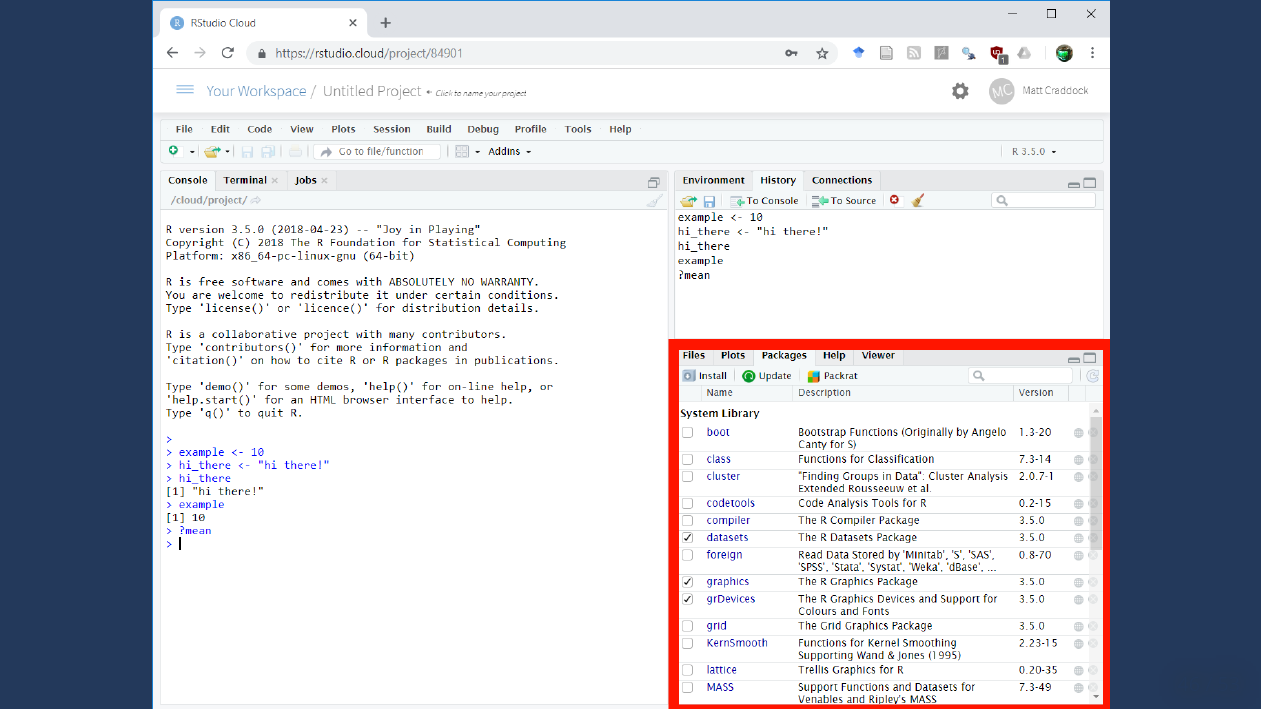 RStudio Cloud
https://rstudio.cloud/project/84901
1
Your Workspace / Untitled Project Click to name your project
MC Matt Craddock
File Edit Code View Plots Session Build Debug Profile Tools Help
Go to file/function Addins R 3.5.0
Console Terminal Jobs
/cloud/project/
R version 3.5.0 (2018-04-23) -- "Joy in Playing"
Copyright (C) 2018 The R Foundation for Statistical Computing
Platform: x86_64-pc-linux-gnu (64-bit)
R is free software and comes with ABSOLUTELY NO WARRANTY.
You are welcome to redistribute it under certain conditions.
Type 'license()' or 'licence()' for distribution details.
R is a collaborative project with many contributors.
Type 'contributors()' for more information and
'citation()' on how to cite R or R packages in publications.
Type 'demo()' for some demos, 'help()' for on-line help, or
'help.start()' for an HTML browser interface to help.
Type 'q()' to quit R.
>
> example <- 10
> hi_there <- "hi there!"
> hi_there
[1] "hi there!"
> example
[1] 10
> ?mean
>
Environment History Connections
To Console To Source
example <- 10
hi_there <- "hi there!"
hi_there
example
?mean
Files Plots Packages Help Viewer
Install Update Packrat
Name Description Version
System Library
boot Bootstrap Functions (Originally by Angelo 1.3-20
Canty for S)
class Functions for Classification 7.3-14
cluster "Finding Groups in Data": Cluster Analysis 2.0.7-1
Extended Rousseeuw et al.
codetools Code Analysis Tools for R 0.2-15
compiler The R Compiler Package 3.5.0
datasets The R Datasets Package 3.5.0
foreign Read Data Stored by 'Minitab', 'S', 'SAS', 0.8-70
'SPSS', 'Stata', 'Systat', 'Weka', 'dBase', ...
graphics The R Graphics Package 3.5.0
grDevices The R Graphics Devices and Support for 3.5.0
Colours and Fonts
grid The Grid Graphics Package 3.5.0
KernSmooth Functions for Kernel Smoothing 2.23-15
Supporting Wand & Jones (1995)
lattice Trellis Graphics for R 0.20-35
MASS Support Functions and Datasets for 7.3-49
Venables and Ripley's MASS